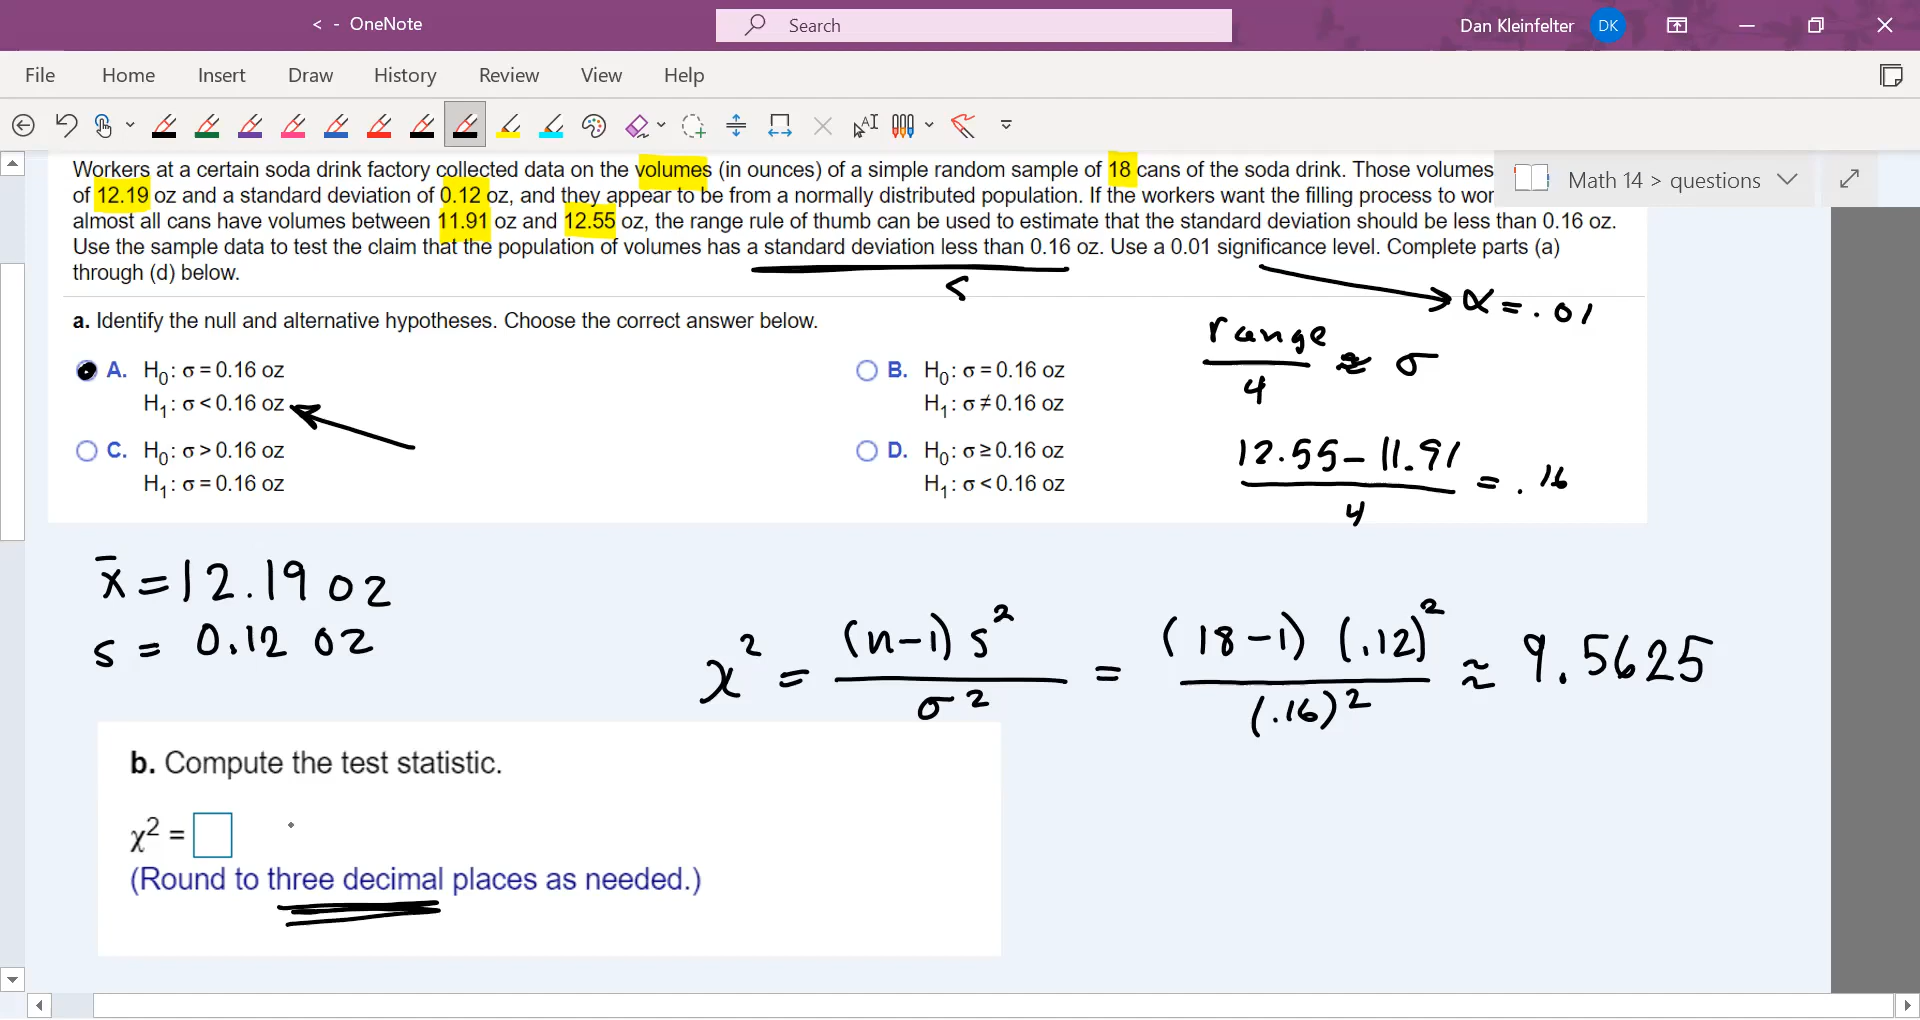 < - OneNote
Search
Dan Kleinfelter DK
File Home Insert Draw History Review View Help
Math 14 > questions
Workers at a certain soda drink factory collected data on the volumes (in ounces) of a simple random sample of 18 cans of the soda drink. Those volumes
of 12.19 oz and a standard deviation of 0.12 oz, and they appear to be from a normally distributed population. If the workers want the filling process to wor
almost all cans have volumes between 11.91 oz and 12.55 oz, the range rule of thumb can be used to estimate that the standard deviation should be less than 0.16 oz.
Use the sample data to test the claim that the population of volumes has a standard deviation less than 0.16 oz. Use a 0.01 significance level. Complete parts (a)
through (d) below.
<
α = .01
a. Identify the null and alternative hypotheses. Choose the correct answer below.
A. H₀: σ = 0.16 oz
H₁: σ < 0.16 oz
B. H₀: σ = 0.16 oz
H₁: σ ≠ 0.16 oz
C. H₀: σ > 0.16 oz
H₁: σ = 0.16 oz
D. H₀: σ ≥ 0.16 oz
H₁: σ < 0.16 oz
range
4
≈ σ
12.55 - 11.91
4
= .16
x̄ = 12.19 oz
s = 0.12 oz
χ² = (n-1) s² / σ² = (18-1) (.12)² / (.16)² ≈ 9.5625
b. Compute the test statistic.
χ² =
(Round to three decimal places as needed.)